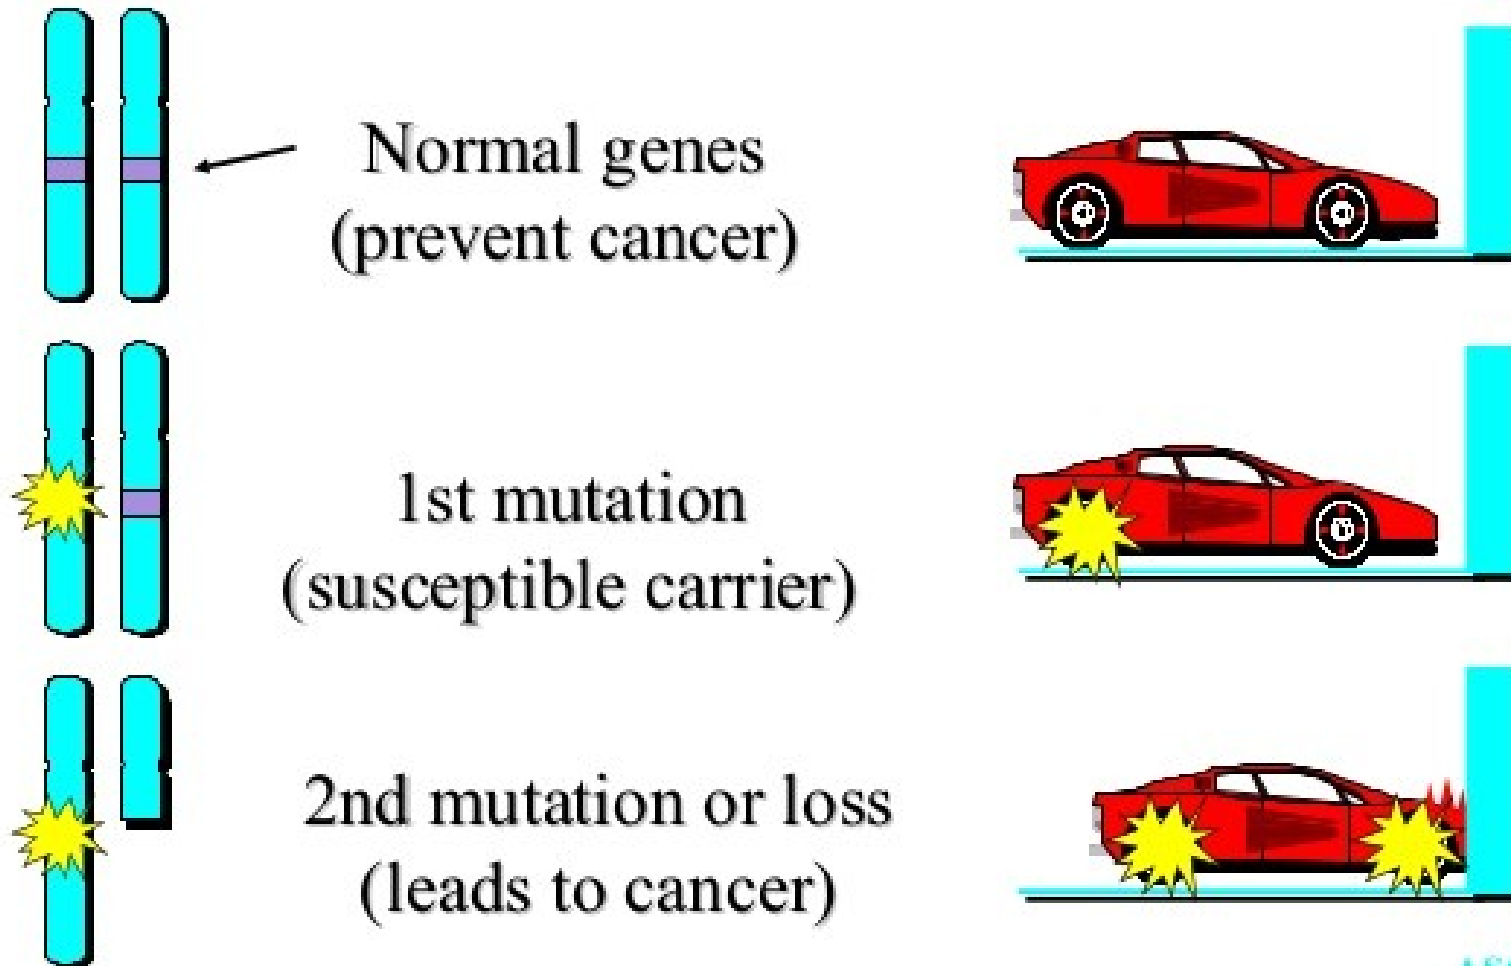 Normal genes
(prevent cancer)
1st mutation
(susceptible carrier)
2nd mutation or loss
(leads to cancer)